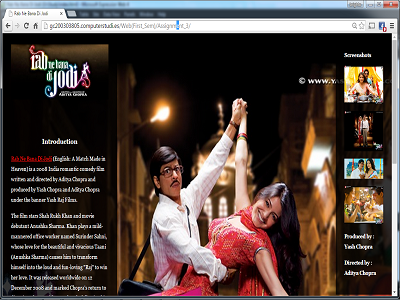 Rab Ne Bana Di Jodi
gc200303805.computerstudi.es/Web(First_Sem)/Assignment_3/
rab ne bana
di
jodi
ADITYA CHOPRA
© www.YA
Screenshots
Introduction
Rab Ne Bana Di Jodi (English: A Match Made in
Heaven) is a 2008 India romantic comedy film
written and directed by Aditya Chopra and
produced by Yash Chopra and Aditya Chopra
under the banner Yash Raj Films.
The film stars Shah Rukh Khan and movie
debutant Anushka Sharma. Khan plays a mild-
mannered office worker named Surinder Sahni,
whose love for the beautiful and vivacious Taani
(Anushka Sharma) causes him to transform
himself into the loud and fun-loving "Raj" to win
her love. It was released worldwide on 12
December 2008 and marked Chopra's return to
Produced by :
Yash Chopra
Directed by :
Aditya Chopra